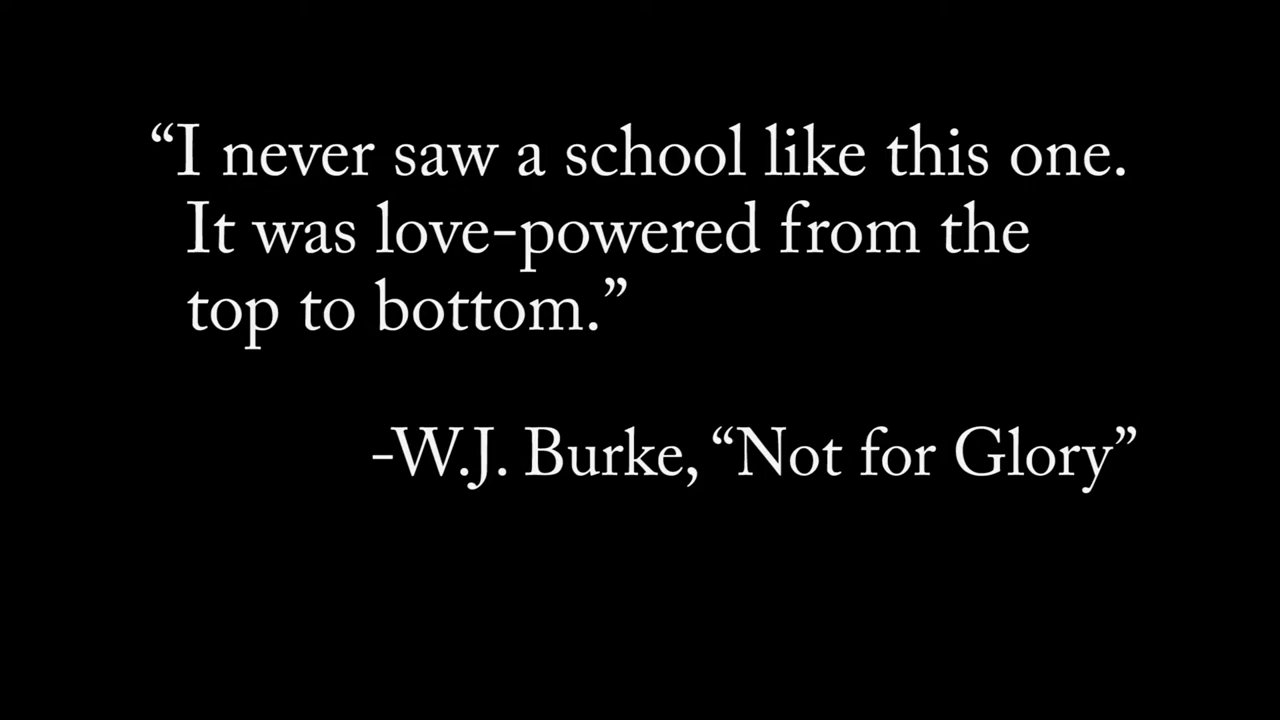 “I never saw a school like this one.
It was love-powered from the
top to bottom.”
-W.J. Burke, “Not for Glory”